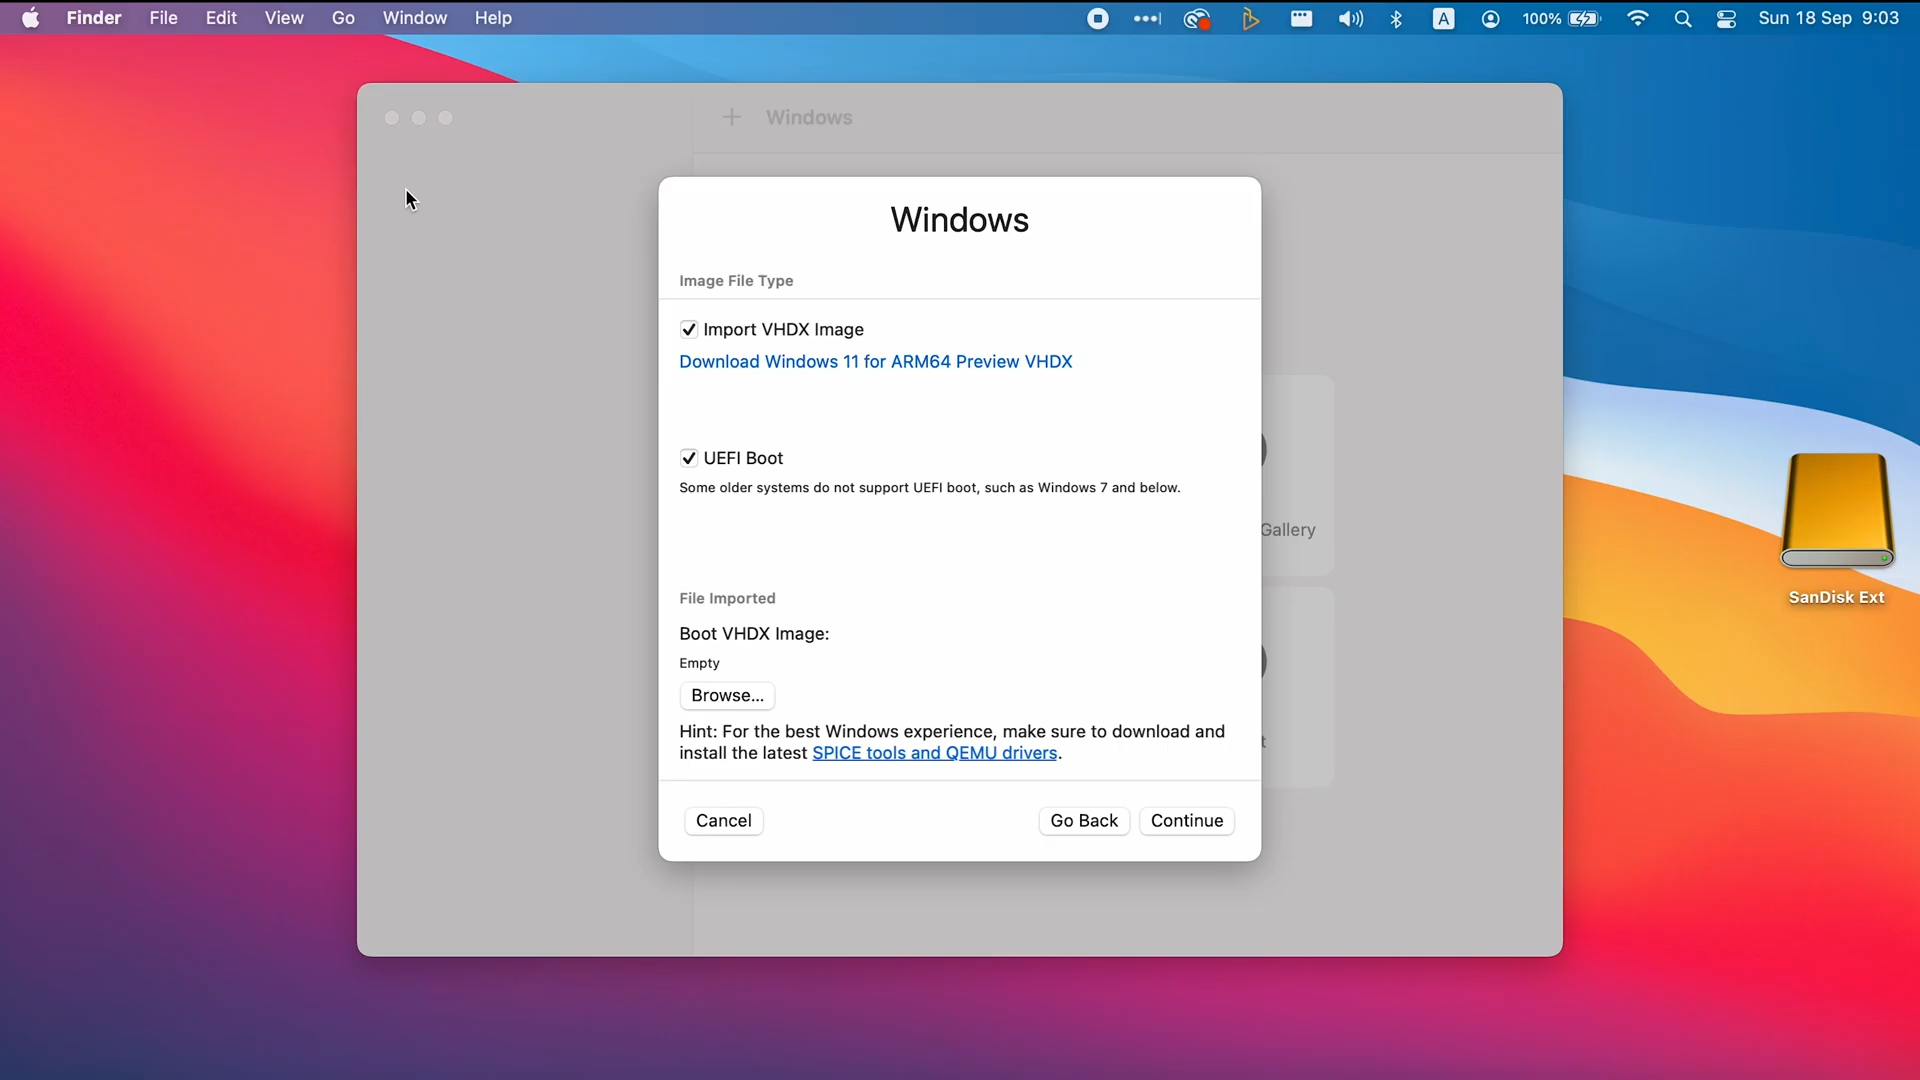 Finder File Edit View Go Window Help A 100% Sun 18 Sep 9:03
Windows
Windows
Image File Type
Import VHDX Image
Download Windows 11 for ARM64 Preview VHDX
UEFI Boot
Some older systems do not support UEFI boot, such as Windows 7 and below.
Gallery
SanDisk Ext
File Imported
Boot VHDX Image:
Empty
Browse...
Hint: For the best Windows experience, make sure to download and
install the latest SPICE tools and QEMU drivers.
Cancel Go Back Continue